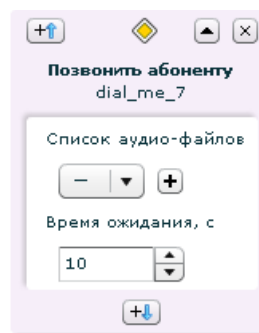 Позвонить абоненту
dial_me_7
Список аудио-файлов
–
Время ожидания, с
10